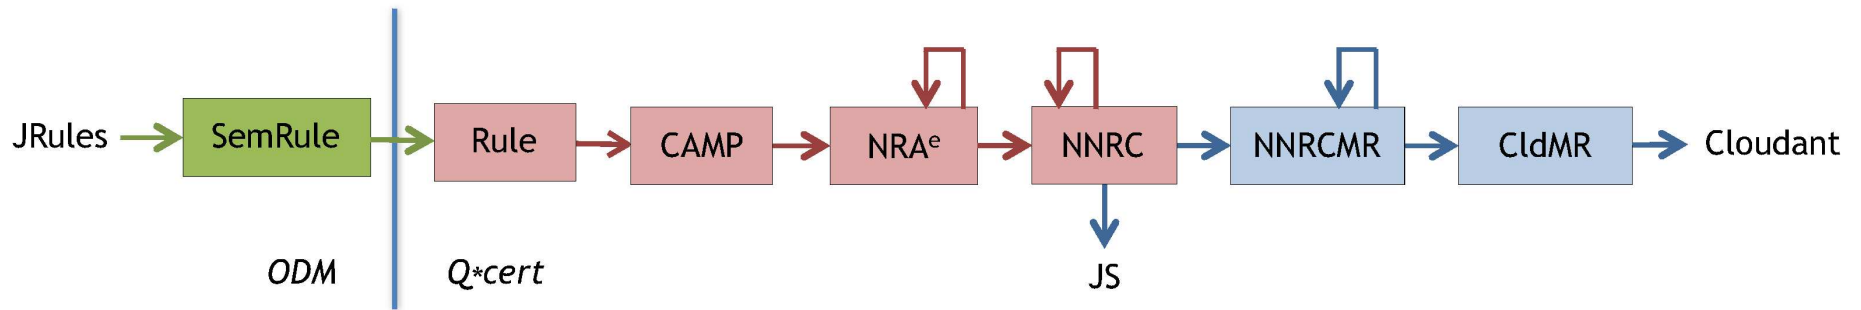 JRules
SemRule
Rule
CAMP
NRAᵉ
NNRC
NNRCMR
CldMR
Cloudant
ODM
Q*cert
JS